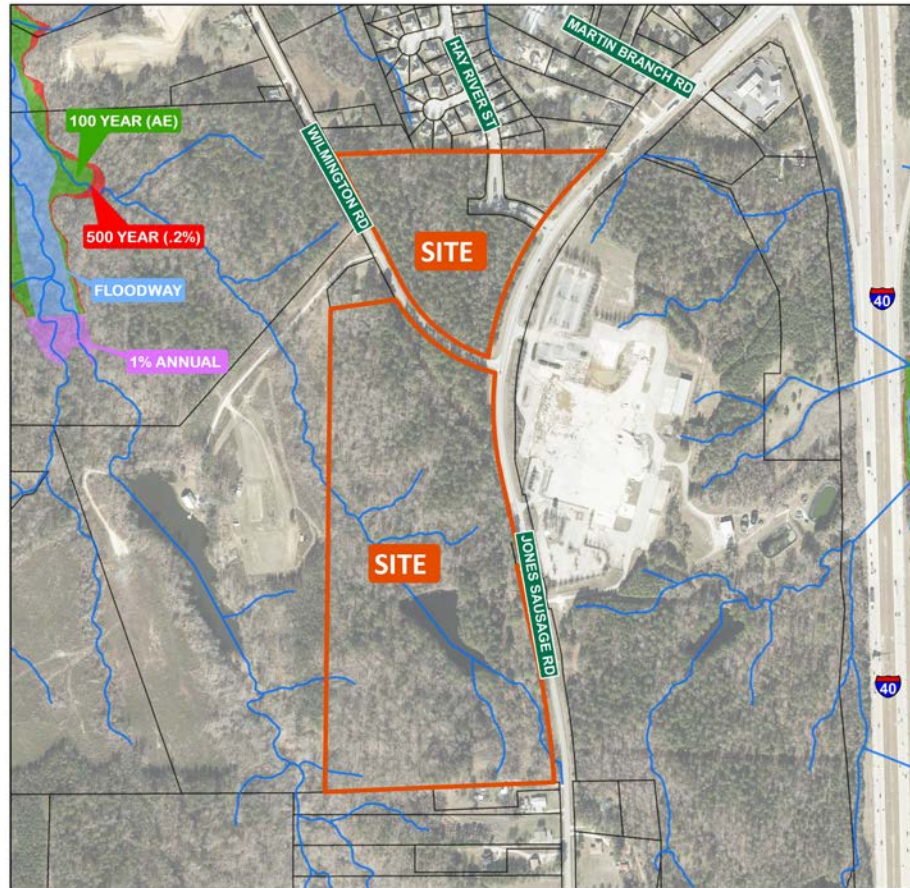 MARTIN BRANCH RD
HAY RIVER ST
100 YEAR (AE)
WILMINGTON RD
500 YEAR (.2%)
SITE
FLOODWAY
40
1% ANNUAL
SITE
JONES SAUSAGE RD
40